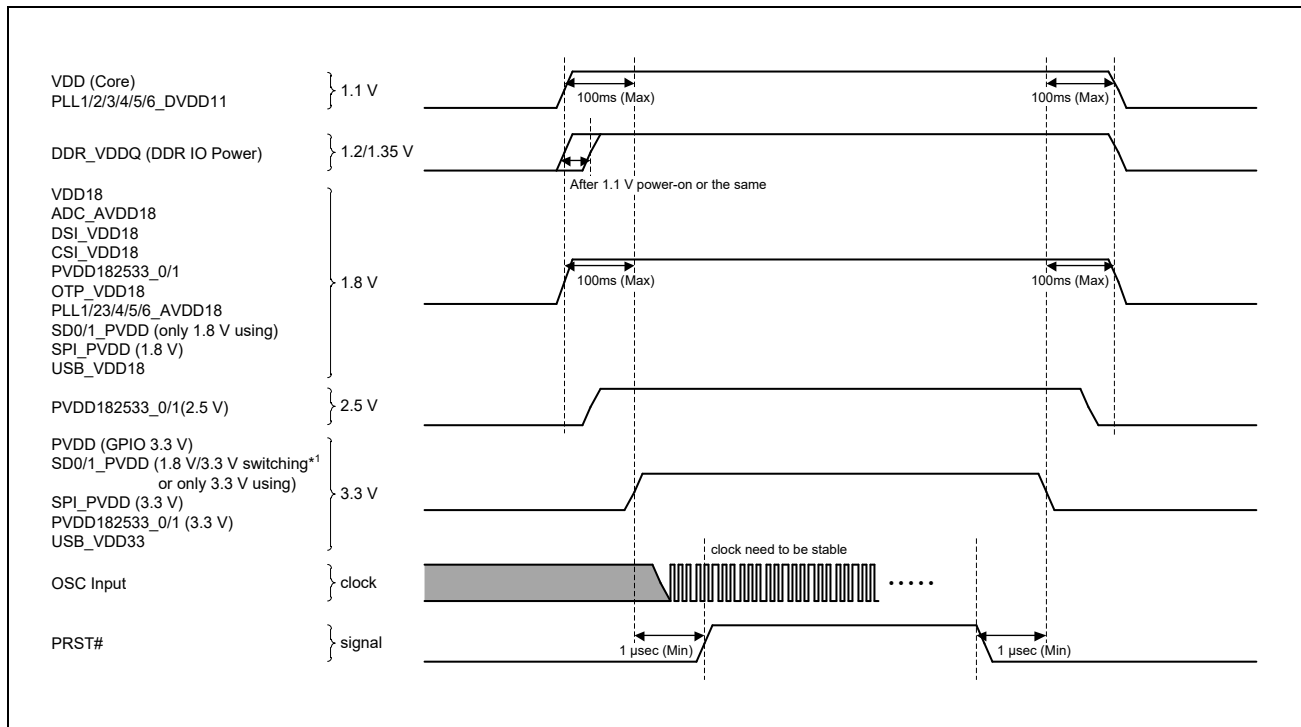 VDD (Core)
PLL1/2/3/4/5/6_DVDD11
1.1 V
100ms (Max)
100ms (Max)
DDR_VDDQ (DDR IO Power)
1.2/1.35 V
After 1.1 V power-on or the same
VDD18
ADC_AVDD18
DSI_VDD18
CSI_VDD18
PVDD182533_0/1
OTP_VDD18
PLL1/23/4/5/6_AVDD18
SD0/1_PVDD (only 1.8 V using)
SPI_PVDD (1.8 V)
USB_VDD18
1.8 V
100ms (Max)
100ms (Max)
PVDD182533_0/1(2.5 V)
2.5 V
PVDD (GPIO 3.3 V)
SD0/1_PVDD (1.8 V/3.3 V switching*1
or only 3.3 V using)
SPI_PVDD (3.3 V)
PVDD182533_0/1 (3.3 V)
USB_VDD33
3.3 V
clock need to be stable
OSC Input
clock
PRST#
signal
1 µsec (Min)
1 µsec (Min)